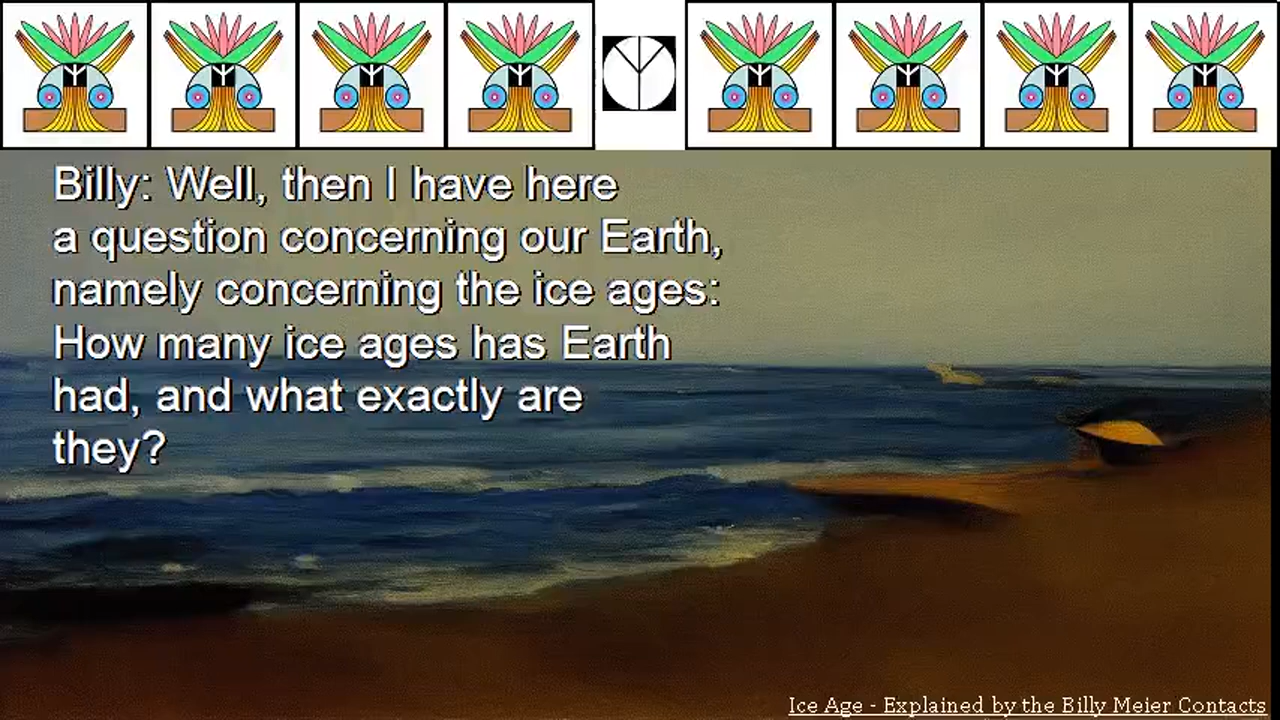 Billy: Well, then I have here
a question concerning our Earth,
namely concerning the ice ages:
How many ice ages has Earth
had, and what exactly are
they?
Ice Age - Explained by the Billy Meier Contacts